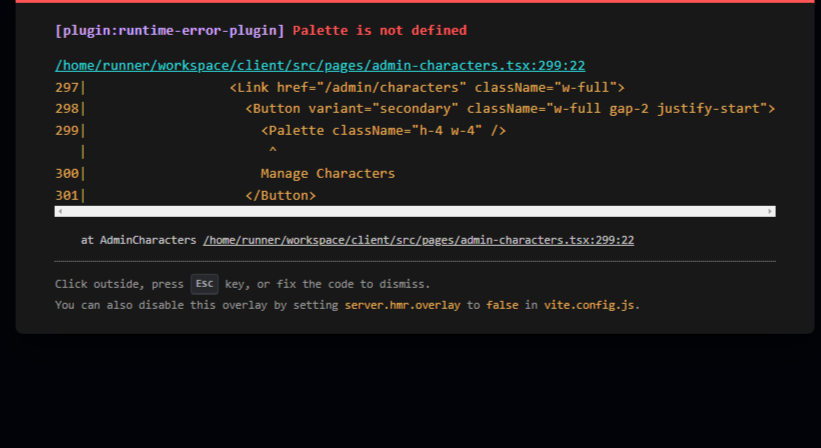 [plugin:runtime-error-plugin] Palette is not defined
/home/runner/workspace/client/src/pages/admin-characters.tsx:299:22
297| <Link href="/admin/characters" className="w-full">
298| <Button variant="secondary" className="w-full gap-2 justify-start">
299| <Palette className="h-4 w-4" />
| ^
300| Manage Characters
301| </Button>
at AdminCharacters /home/runner/workspace/client/src/pages/admin-characters.tsx:299:22
Click outside, press Esc key, or fix the code to dismiss.
You can also disable this overlay by setting server.hmr.overlay to false in vite.config.js.